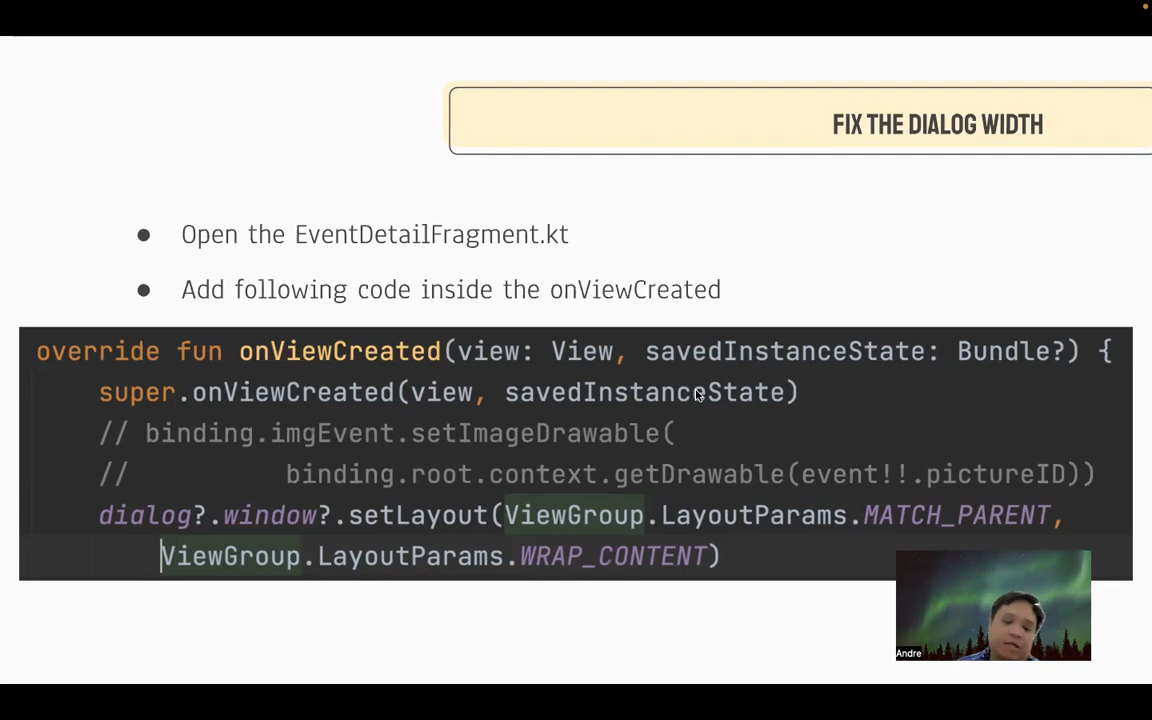 FIX THE DIALOG WIDTH
● Open the EventDetailFragment.kt
● Add following code inside the onViewCreated
override fun onViewCreated(view: View, savedInstanceState: Bundle?) {
super.onViewCreated(view, savedInstanceState)
// binding.imgEvent.setImageDrawable(
// binding.root.context.getDrawable(event!!.pictureID))
dialog?.window?.setLayout(ViewGroup.LayoutParams.MATCH_PARENT,
ViewGroup.LayoutParams.WRAP_CONTENT)
Andre